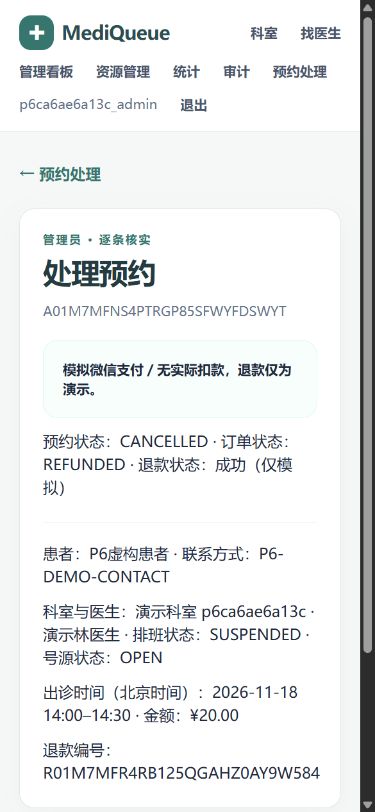 MediQueue
科室 找医生
管理看板 资源管理 统计 审计 预约处理
p6ca6ae6a13c_admin 退出
← 预约处理
管理员 • 逐条核实
处理预约
A01M7MFNS4PTRGP85SFWYFDSWYT
模拟微信支付 / 无实际扣款，退款仅为
演示。
预约状态：CANCELLED · 订单状态：
REFUNDED · 退款状态：成功（仅模
拟）
患者：P6虚构患者 · 联系方式：P6-
DEMO-CONTACT
科室与医生：演示科室 p6ca6ae6a13c ·
演示林医生 · 排班状态：SUSPENDED ·
号源状态：OPEN
出诊时间（北京时间）：2026-11-18
14:00–14:30 · 金额：¥20.00
退款编号：
R01M7MFR4RB125QGAHZ0AY9W584